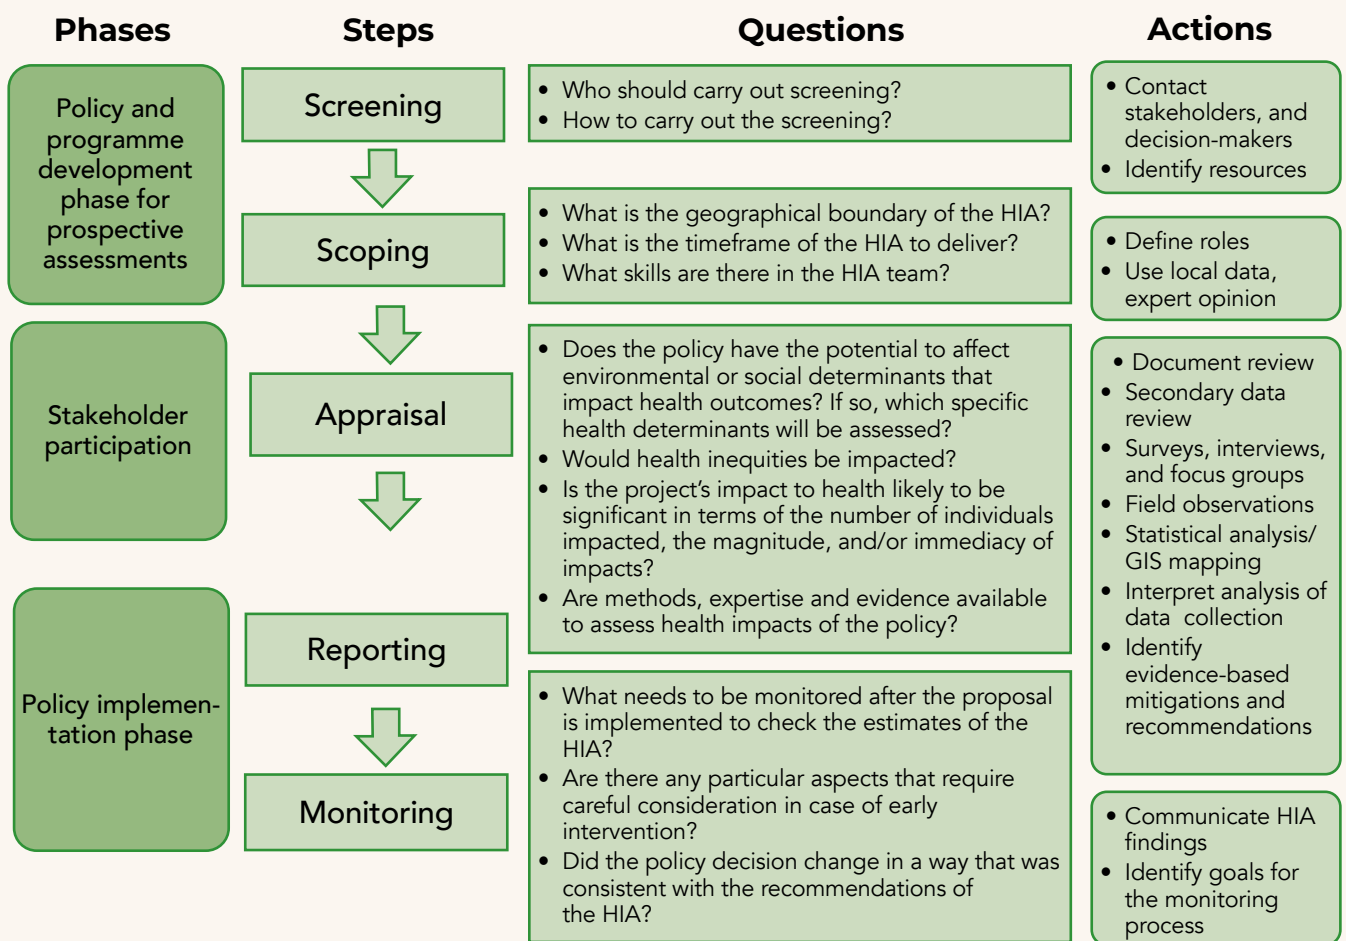 Phases
Steps
Questions
Actions
Policy and
programme
development
phase for
prospective
assessments
Stakeholder
participation
Policy implemen-
tation phase
Screening
Scoping
Appraisal
Reporting
Monitoring
• Who should carry out screening?
• How to carry out the screening?
• What is the geographical boundary of the HIA?
• What is the timeframe of the HIA to deliver?
• What skills are there in the HIA team?
• Does the policy have the potential to affect
environmental or social determinants that
impact health outcomes? If so, which specific
health determinants will be assessed?
• Would health inequities be impacted?
• Is the project's impact to health likely to be
significant in terms of the number of individuals
impacted, the magnitude, and/or immediacy of
impacts?
• Are methods, expertise and evidence available
to assess health impacts of the policy?
• What needs to be monitored after the proposal
is implemented to check the estimates of the
HIA?
• Are there any particular aspects that require
careful consideration in case of early
intervention?
• Did the policy decision change in a way that was
consistent with the recommendations of
the HIA?
• Contact
stakeholders, and
decision-makers
• Identify resources
• Define roles
• Use local data,
expert opinion
• Document review
• Secondary data
review
• Surveys, interviews,
and focus groups
• Field observations
• Statistical analysis/
GIS mapping
• Interpret analysis of
data collection
• Identify
evidence-based
mitigations and
recommendations
• Communicate HIA
findings
• Identify goals for
the monitoring
process